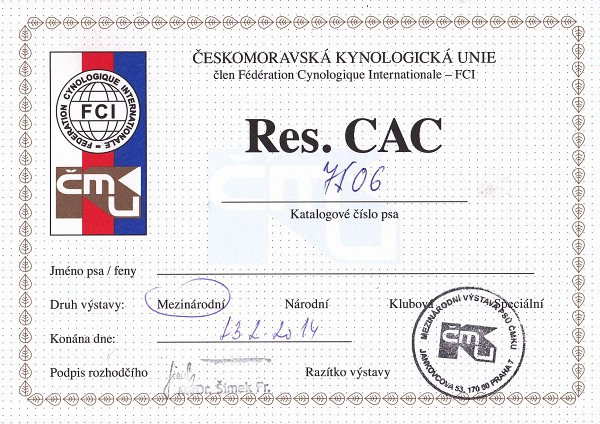 ČESKOMORAVSKÁ KYNOLOGICKÁ UNIE
člen Fédération Cynologique Internationale – FCI
FEDERATION CYNOLOGIQUE INTERNATIONALE
FCI
Res. CAC
čmku
Katalogové číslo psa
Jméno psa / feny
Druh výstavy: Mezinárodní Národní Klubová Speciální
Konána dne: 13 2. 2014
Podpis rozhodčího Razítko výstavy
Šimek Fr.
MEZINÁRODNÍ VÝSTAVA PSŮ ČMKU
čmku
JANKOVCOVA 53, 170 00 PRAHA 7